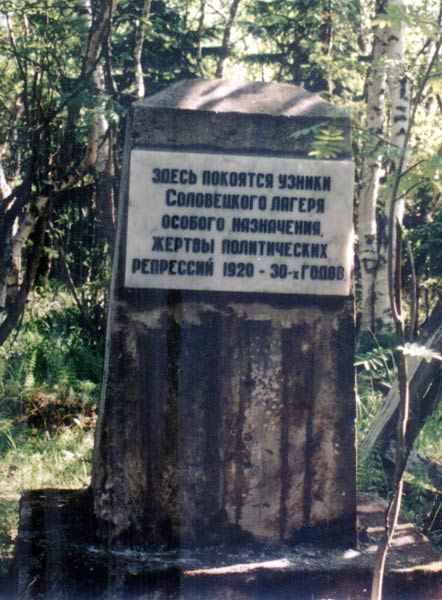 ЗДЕСЬ ПОКОЯТСЯ УЗНИКИ
СОЛОВЕЦКОГО ЛАГЕРЯ
ОСОБОГО НАЗНАЧЕНИЯ,
ЖЕРТВЫ ПОЛИТИЧЕСКИХ
РЕПРЕССИЙ 1920 - 30-х ГОДОВ